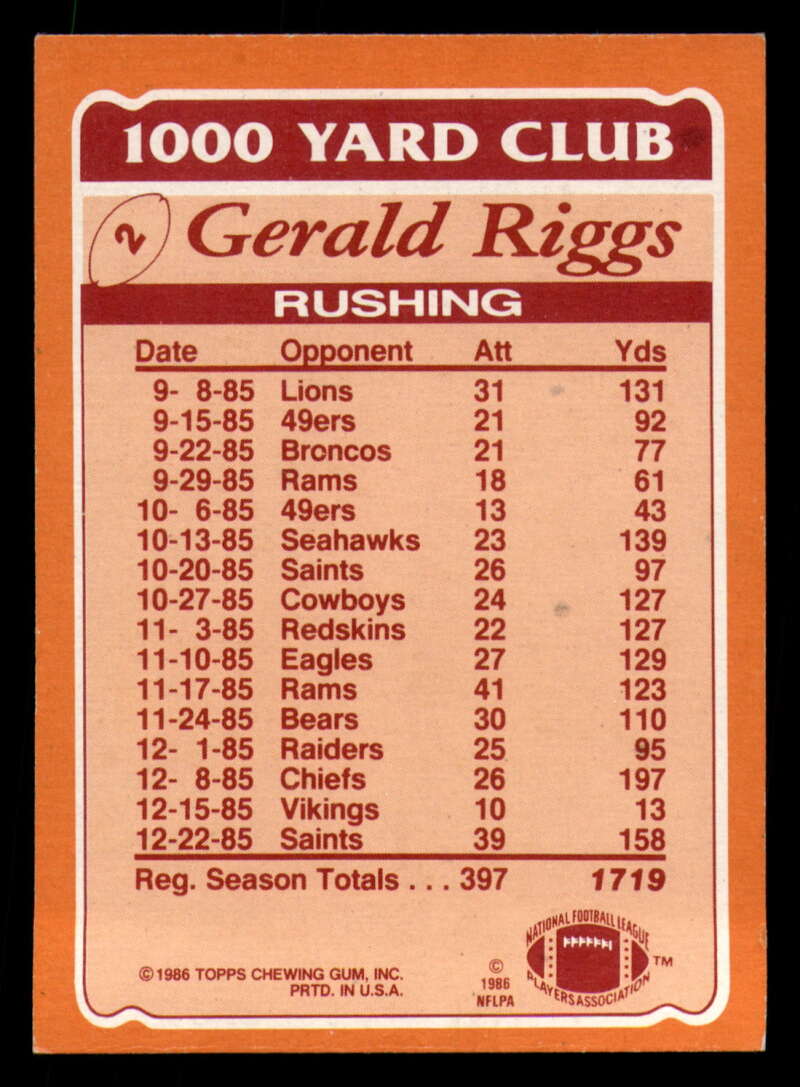 1000 YARD CLUB
2 Gerald Riggs
RUSHING
Date Opponent Att Yds
9- 8-85 Lions 31 131
9-15-85 49ers 21 92
9-22-85 Broncos 21 77
9-29-85 Rams 18 61
10- 6-85 49ers 13 43
10-13-85 Seahawks 23 139
10-20-85 Saints 26 97
10-27-85 Cowboys 24 127
11- 3-85 Redskins 22 127
11-10-85 Eagles 27 129
11-17-85 Rams 41 123
11-24-85 Bears 30 110
12- 1-85 Raiders 25 95
12- 8-85 Chiefs 26 197
12-15-85 Vikings 10 13
12-22-85 Saints 39 158
Reg. Season Totals ... 397 1719
© 1986 TOPPS CHEWING GUM, INC.
PRTD. IN U.S.A.
©
1986
NFLPA
NATIONAL FOOTBALL LEAGUE
PLAYERS ASSOCIATION
TM